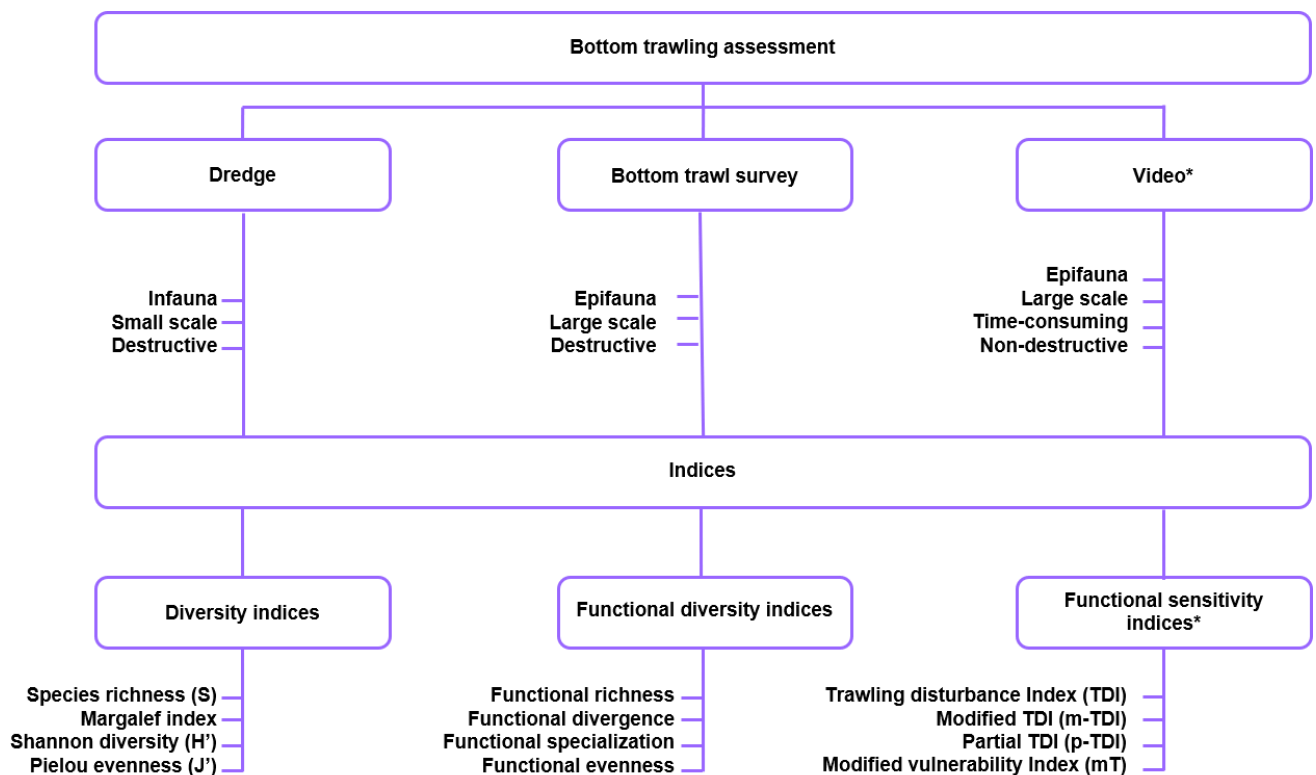 Bottom trawling assessment
Dredge
Bottom trawl survey
Video*
Infauna
Small scale
Destructive
Epifauna
Large scale
Destructive
Epifauna
Large scale
Time-consuming
Non-destructive
Indices
Diversity indices
Functional diversity indices
Functional sensitivity
indices*
Species richness (S)
Margalef index
Shannon diversity (H’)
Pielou evenness (J’)
Functional richness
Functional divergence
Functional specialization
Functional evenness
Trawling disturbance Index (TDI)
Modified TDI (m-TDI)
Partial TDI (p-TDI)
Modified vulnerability Index (mT)